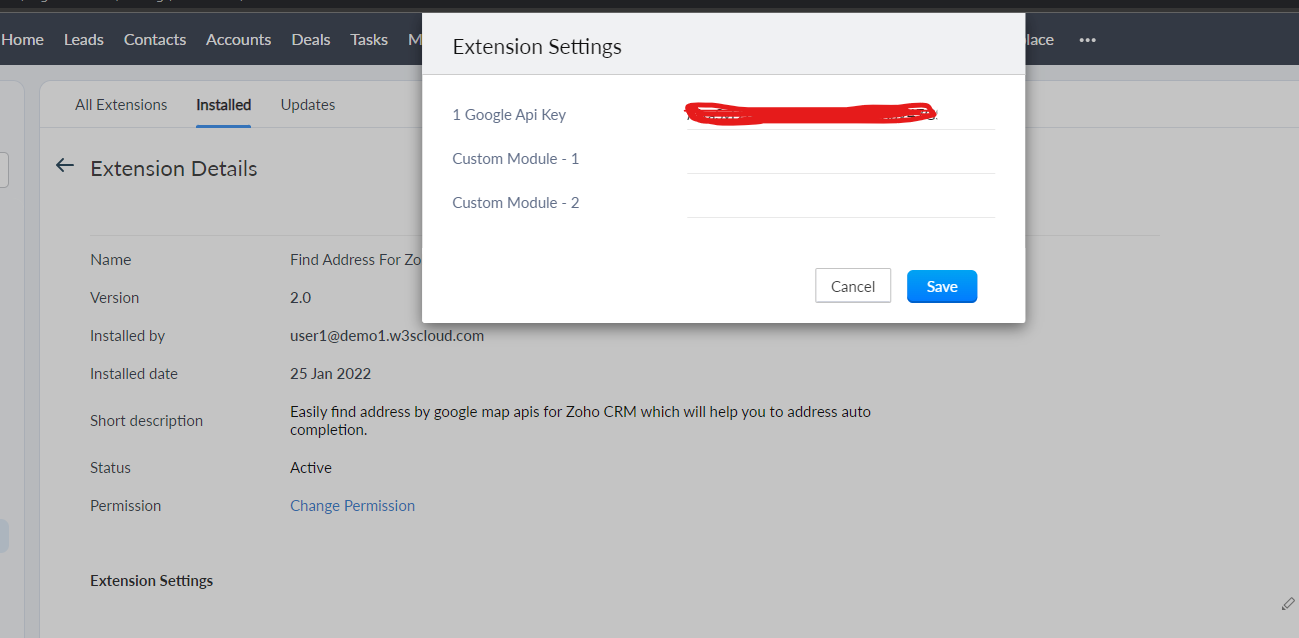 Home Leads Contacts Accounts Deals Tasks M lace •••
Extension Settings
1 Google Api Key
Custom Module - 1
Custom Module - 2
Cancel Save
All Extensions Installed Updates
Extension Details
Name Find Address For Zo
Version 2.0
Installed by user1@demo1.w3scloud.com
Installed date 25 Jan 2022
Short description Easily find address by google map apis for Zoho CRM which will help you to address auto
completion.
Status Active
Permission Change Permission
Extension Settings